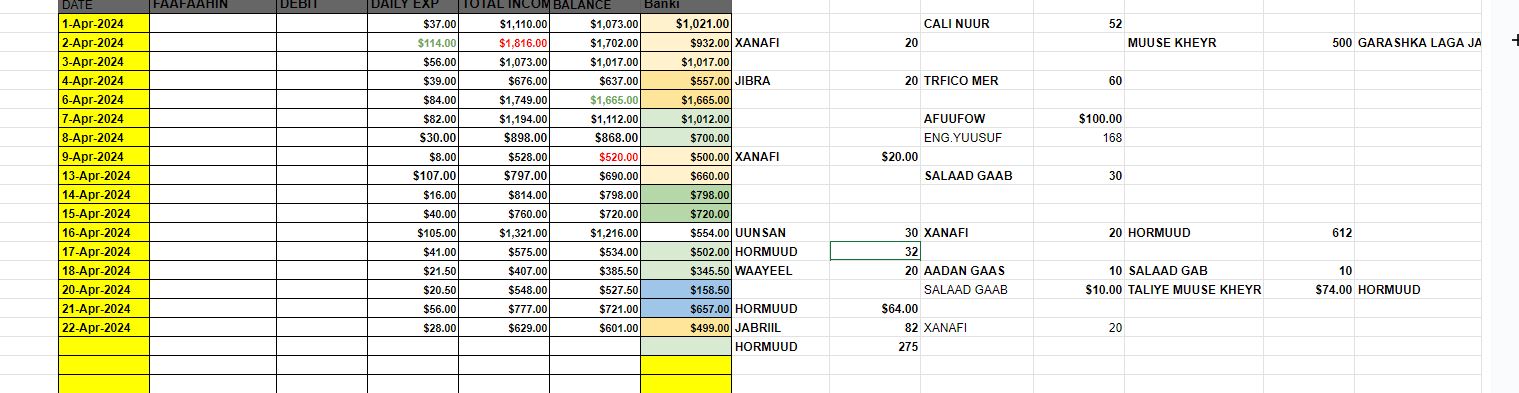 DATE FAAFAAHIN DEBIT DAILY EXP TOTAL INCOM BALANCE Banki
1-Apr-2024 $37.00 $1,110.00 $1,073.00 $1,021.00 CALI NUUR 52
2-Apr-2024 $114.00 $1,816.00 $1,702.00 $932.00 XANAFI 20 MUUSE KHEYR 500 GARASHKA LAGA JA
3-Apr-2024 $56.00 $1,073.00 $1,017.00 $1,017.00
4-Apr-2024 $39.00 $676.00 $637.00 $557.00 JIBRA 20 TRFICO MER 60
6-Apr-2024 $84.00 $1,749.00 $1,665.00 $1,665.00
7-Apr-2024 $82.00 $1,194.00 $1,112.00 $1,012.00 AFUUFOW $100.00
8-Apr-2024 $30.00 $898.00 $868.00 $700.00 ENG.YUUSUF 168
9-Apr-2024 $8.00 $528.00 $520.00 $500.00 XANAFI $20.00
13-Apr-2024 $107.00 $797.00 $690.00 $660.00 SALAAD GAAB 30
14-Apr-2024 $16.00 $814.00 $798.00 $798.00
15-Apr-2024 $40.00 $760.00 $720.00 $720.00
16-Apr-2024 $105.00 $1,321.00 $1,216.00 $554.00 UUNSAN 30 XANAFI 20 HORMUUD 612
17-Apr-2024 $41.00 $575.00 $534.00 $502.00 HORMUUD 32
18-Apr-2024 $21.50 $407.00 $385.50 $345.50 WAAYEEL 20 AADAN GAAS 10 SALAAD GAB 10
20-Apr-2024 $20.50 $548.00 $527.50 $158.50 SALAAD GAAB $10.00 TALIYE MUUSE KHEYR $74.00 HORMUUD
21-Apr-2024 $56.00 $777.00 $721.00 $657.00 HORMUUD $64.00
22-Apr-2024 $28.00 $629.00 $601.00 $499.00 JABRIIL 82 XANAFI 20
HORMUUD 275